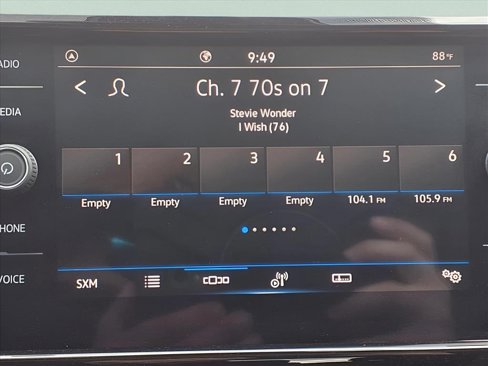 9:49
88°F
ADIO
< Ch. 7 70s on 7 >
EDIA
Stevie Wonder
I Wish (76)
1 2 3 4 5 6
Empty Empty Empty Empty 104.1 FM 105.9 FM
HONE
VOICE
SXM